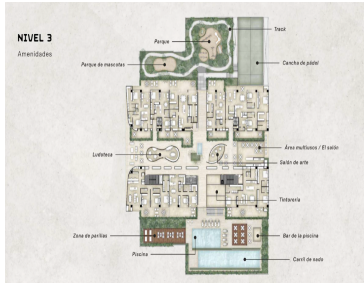 NIVEL 3
Amenidades
Parque
Track
Parque de mascotas
Cancha de pádel
Ludoteca
Área multiusos / El salón
Salón de arte
Tintorería
Zona de parillas
Bar de la piscina
Piscina
Carril de nado